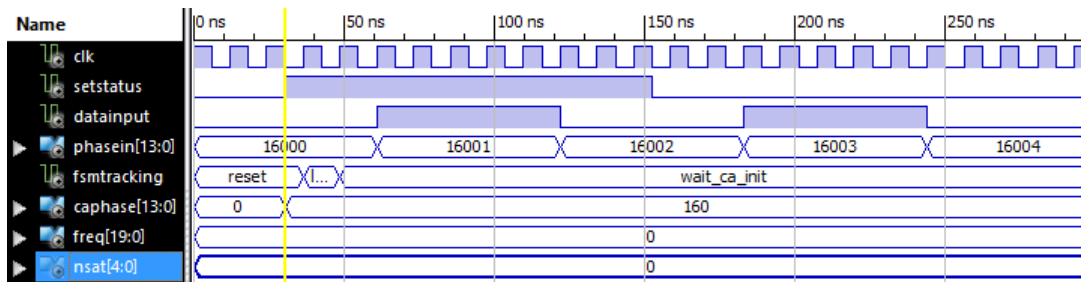 Name 0 ns 50 ns 100 ns 150 ns 200 ns 250 ns
clk
setstatus
datainput
phasein[13:0] 16000 16001 16002 16003 16004
fsmtracking reset l... wait_ca_init
caphase[13:0] 0 160
freq[19:0] 0
nsat[4:0] 0